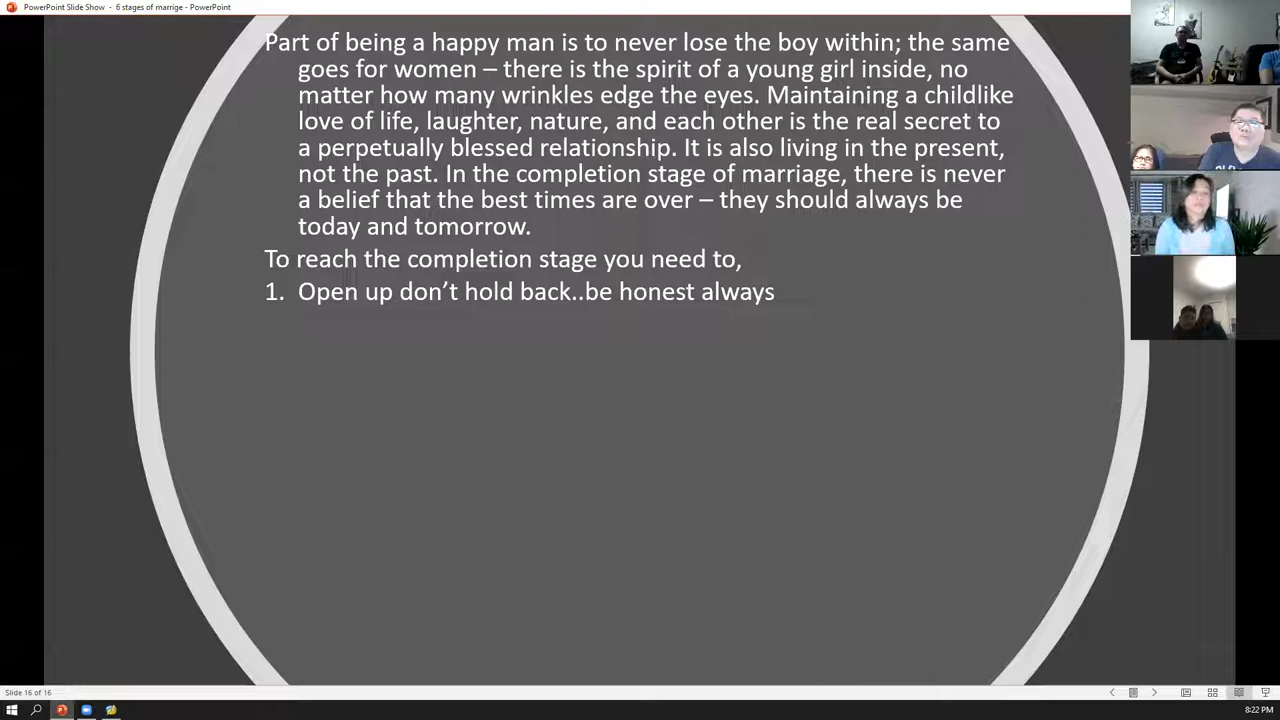 PowerPoint Slide Show - 6 stages of marrige - PowerPoint
Part of being a happy man is to never lose the boy within; the same
goes for women – there is the spirit of a young girl inside, no
matter how many wrinkles edge the eyes. Maintaining a childlike
love of life, laughter, nature, and each other is the real secret to
a perpetually blessed relationship. It is also living in the present,
not the past. In the completion stage of marriage, there is never
a belief that the best times are over – they should always be
today and tomorrow.
To reach the completion stage you need to,
1. Open up don’t hold back..be honest always
Slide 16 of 16
8:22 PM